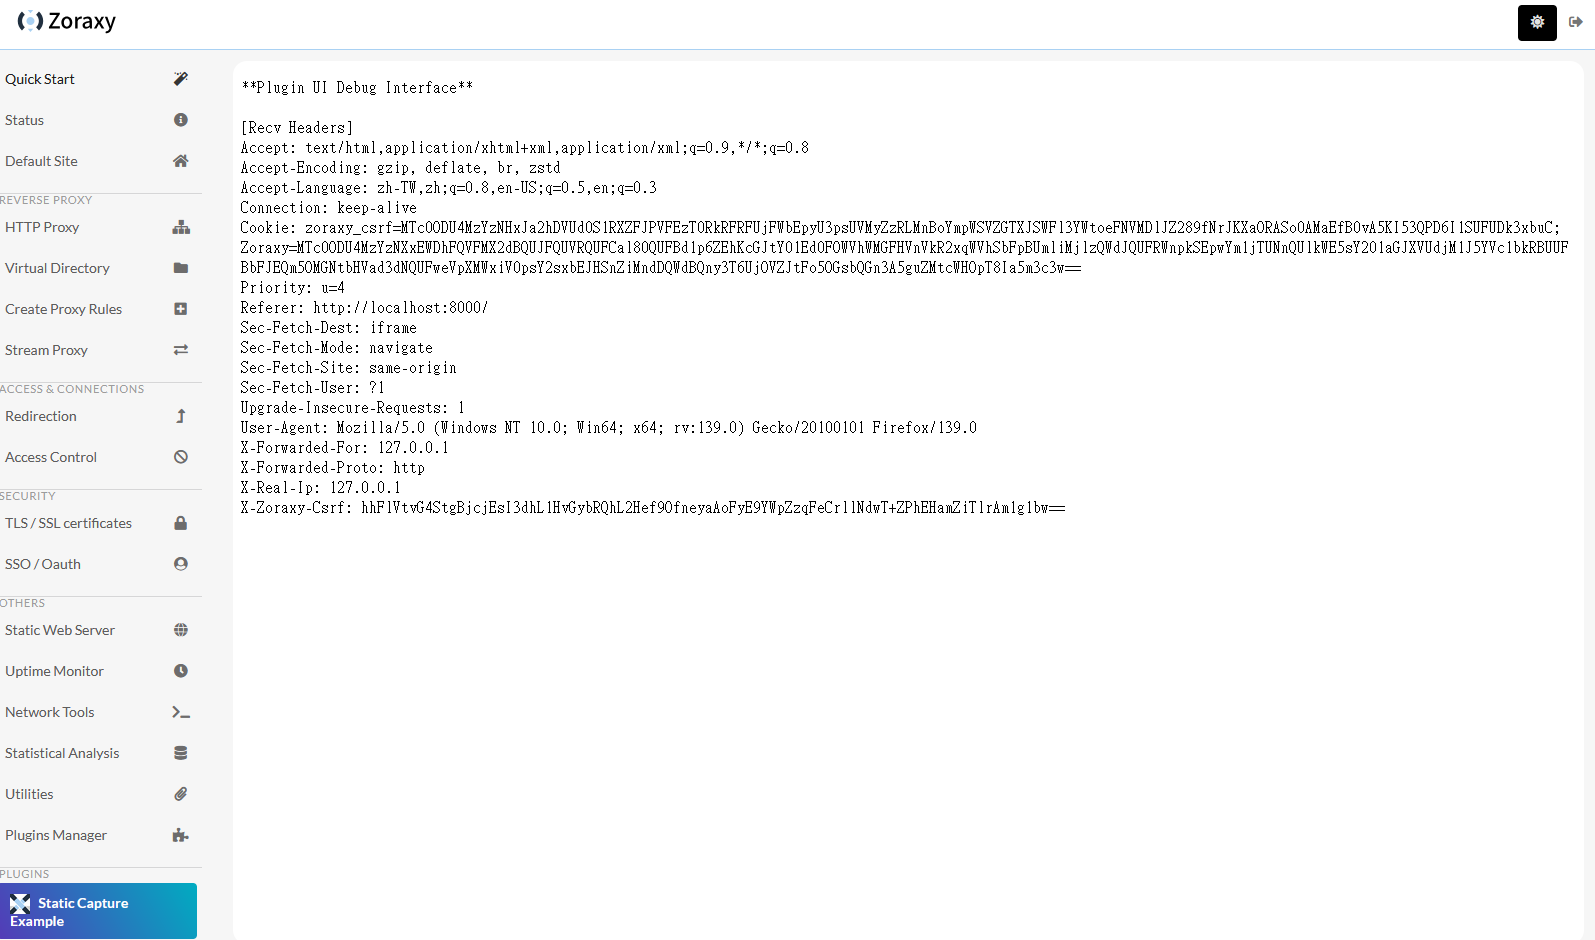 Zoraxy
Quick Start
Status
Default Site
REVERSE PROXY
HTTP Proxy
Virtual Directory
Create Proxy Rules
Stream Proxy
ACCESS & CONNECTIONS
Redirection
Access Control
SECURITY
TLS / SSL certificates
SSO / Oauth
OTHERS
Static Web Server
Uptime Monitor
Network Tools
Statistical Analysis
Utilities
Plugins Manager
PLUGINS
Static Capture
Example
**Plugin UI Debug Interface**
[Recv Headers]
Accept: text/html,application/xhtml+xml,application/xml;q=0.9,*/*;q=0.8
Accept-Encoding: gzip, deflate, br, zstd
Accept-Language: zh-TW,zh;q=0.8,en-US;q=0.5,en;q=0.3
Connection: keep-alive
Cookie:
Priority: u=4
Referer: http://localhost:8000/
Sec-Fetch-Dest: iframe
Sec-Fetch-Mode: navigate
Sec-Fetch-Site: same-origin
Sec-Fetch-User: ?1
Upgrade-Insecure-Requests: 1
User-Agent: Mozilla/5.0 (Windows NT 10.0; Win64; x64; rv:139.0) Gecko/20100101 Firefox/139.0
X-Forwarded-For: 127.0.0.1
X-Forwarded-Proto: http
X-Real-Ip: 127.0.0.1
X-Zoraxy-Csrf: